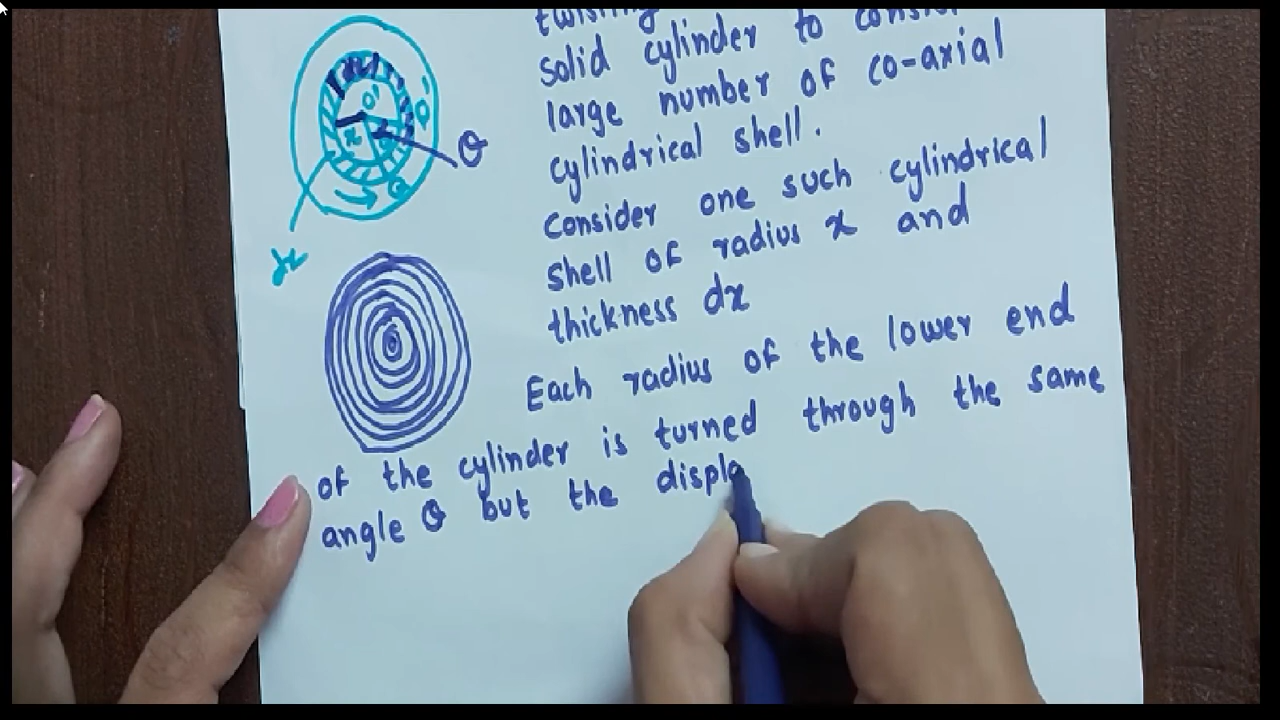 twisting
solid cylinder to consi
large number of co-axial
cylindrical shell.
Consider one such cylindrical
shell of radius x and
thickness dx
Each radius of the lower end
of the cylinder is turned through the same
angle θ but the displa
O'
x
θ
dx